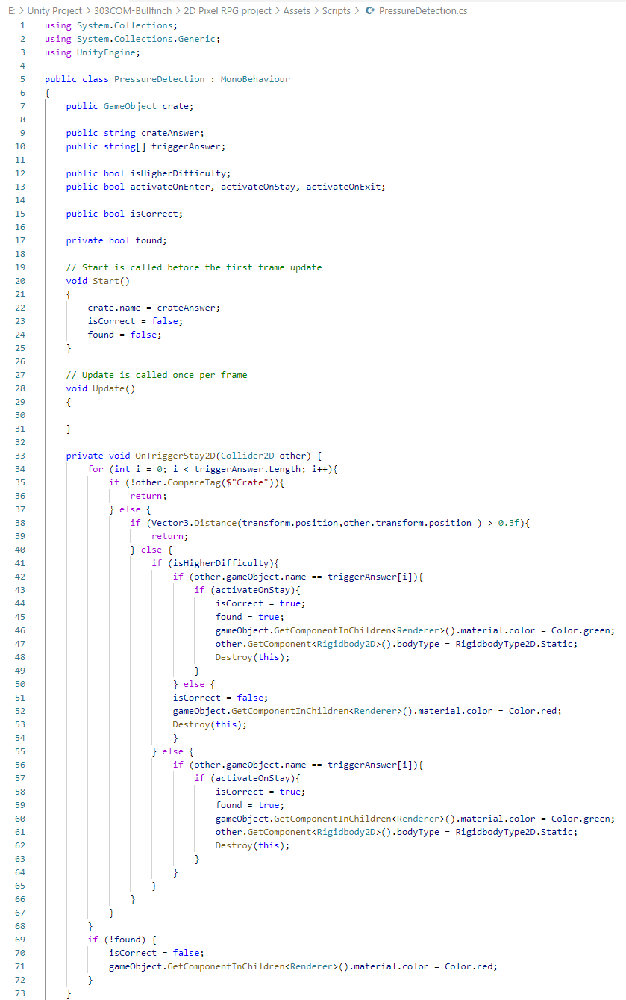 E: > Unity Project > 303COM-Bullfinch > 2D Pixel RPG project > Assets > Scripts > PressureDetection.cs
1 using System.Collections;
2 using System.Collections.Generic;
3 using UnityEngine;
4
5 public class PressureDetection : MonoBehaviour
6 {
7     public GameObject crate;
8
9     public string crateAnswer;
10     public string[] triggerAnswer;
11
12     public bool isHigherDifficulty;
13     public bool activateOnEnter, activateOnStay, activateOnExit;
14
15     public bool isCorrect;
16
17     private bool found;
18
19     // Start is called before the first frame update
20     void Start()
21     {
22         crate.name = crateAnswer;
23         isCorrect = false;
24         found = false;
25     }
26
27     // Update is called once per frame
28     void Update()
29     {
30
31     }
32
33     private void OnTriggerStay2D(Collider2D other) {
34         for (int i = 0; i < triggerAnswer.Length; i++){
35             if (!other.CompareTag($"Crate")){
36                 return;
37             } else {
38                 if (Vector3.Distance(transform.position,other.transform.position ) > 0.3f){
39                     return;
40                 } else {
41                     if (isHigherDifficulty){
42                         if (other.gameObject.name == triggerAnswer[i]){
43                             if (activateOnStay){
44                                 isCorrect = true;
45                                 found = true;
46                                 gameObject.GetComponentInChildren<Renderer>().material.color = Color.green;
47                                 other.GetComponent<Rigidbody2D>().bodyType = RigidbodyType2D.Static;
48                                 Destroy(this);
49                             }
50                         } else {
51                         isCorrect = false;
52                         gameObject.GetComponentInChildren<Renderer>().material.color = Color.red;
53                         Destroy(this);
54                         }
55                     } else {
56                         if (other.gameObject.name == triggerAnswer[i]){
57                             if (activateOnStay){
58                                 isCorrect = true;
59                                 found = true;
60                                 gameObject.GetComponentInChildren<Renderer>().material.color = Color.green;
61                                 other.GetComponent<Rigidbody2D>().bodyType = RigidbodyType2D.Static;
62                                 Destroy(this);
63                             }
64                         }
65                     }
66                 }
67             }
68         }
69         if (!found) {
70             isCorrect = false;
71             gameObject.GetComponentInChildren<Renderer>().material.color = Color.red;
72         }
73     }